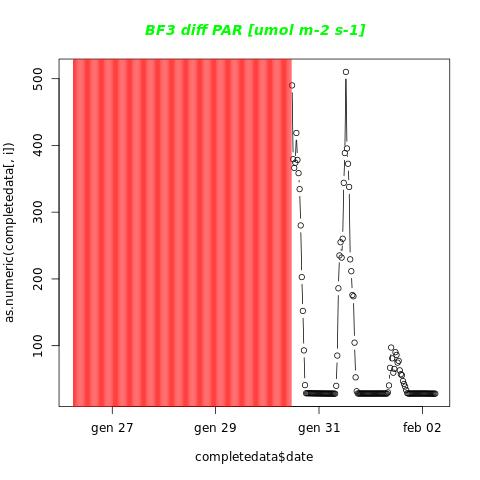 BF3 diff PAR [umol m-2 s-1]
as.numeric(completedata[, i])
500
400
300
200
100
gen 27 gen 29 gen 31 feb 02
completedata$date